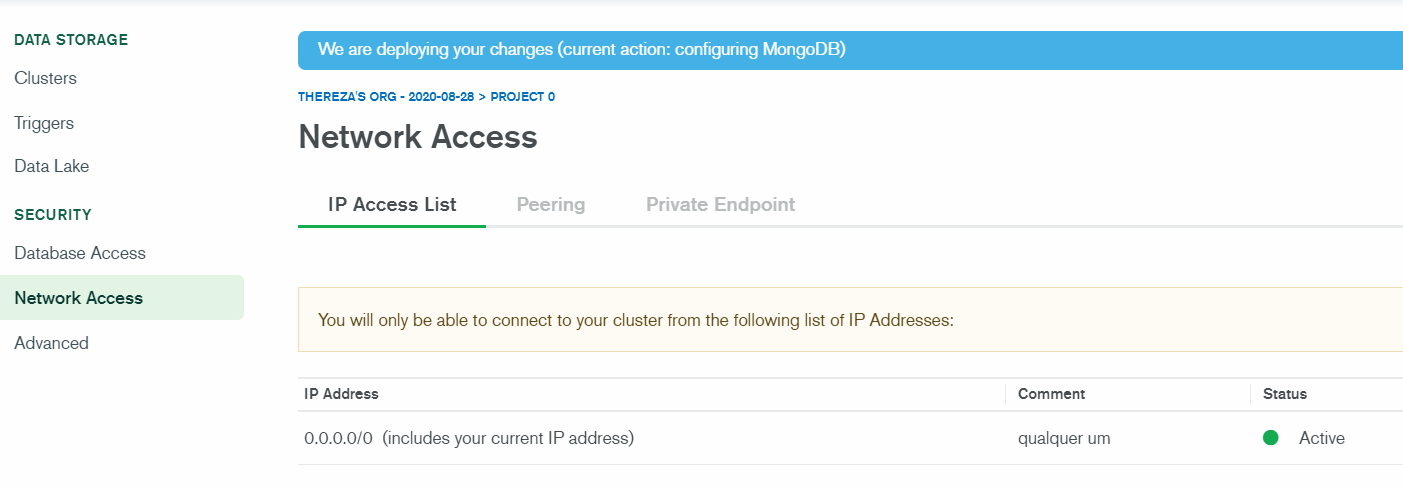 DATA STORAGE
Clusters
Triggers
Data Lake
SECURITY
Database Access
Network Access
Advanced
We are deploying your changes (current action: configuring MongoDB)
THEREZA'S ORG - 2020-08-28 > PROJECT 0
Network Access
IP Access List Peering Private Endpoint
You will only be able to connect to your cluster from the following list of IP Addresses:
IP Address Comment Status
0.0.0.0/0 (includes your current IP address) qualquer um Active